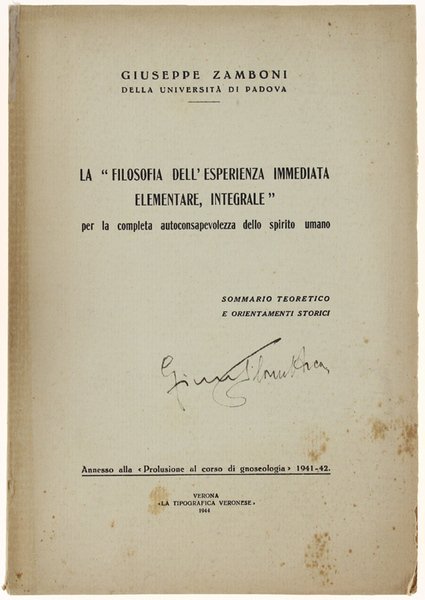 GIUSEPPE ZAMBONI
DELLA UNIVERSITÀ DI PADOVA
LA “ FILOSOFIA DELL' ESPERIENZA IMMEDIATA
ELEMENTARE, INTEGRALE ”
per la completa autoconsapevolezza dello spirito umano
SOMMARIO TEORETICO
E ORIENTAMENTI STORICI
Annesso alla « Prolusione al corso di gnoseologia » 1941-42.
VERONA
«LA TIPOGRAFICA VERONESE»
1944